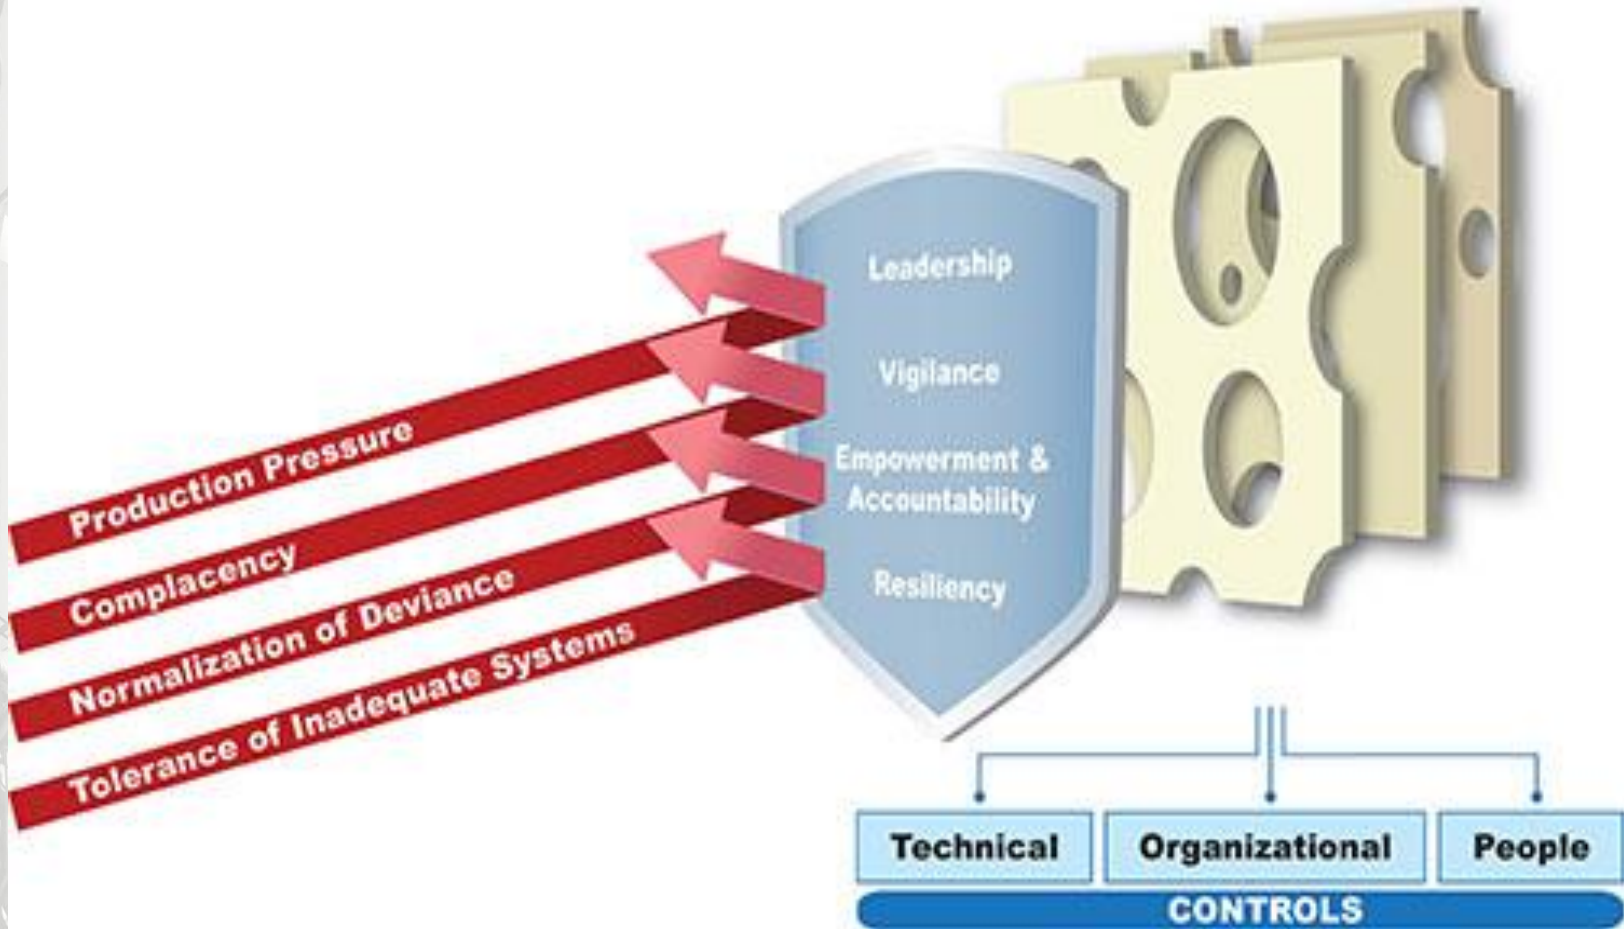 Production Pressure
Complacency
Normalization of Deviance
Tolerance of Inadequate Systems
Leadership
Vigilance
Empowerment &
Accountability
Resiliency
Technical
Organizational
People
CONTROLS